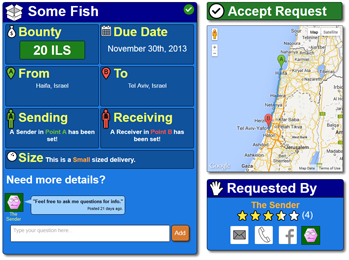 Some Fish
Bounty
20 ILS
Due Date
November 30th, 2013
From
Haifa, Israel
To
Tel Aviv, Israel
Sending
A Sender in Point A has been
set!
Receiving
A Receiver in Point B has been
set!
Size This is a Small sized delivery.
Need more details?
"Feel free to ask me questions for info."
Posted 21 days ago.
The
Sender
Type your question here...
Add
Accept Request
Map
Satellite
Haifa
Netanya
Tel Aviv-Yafo
Requested By
The Sender
(4)